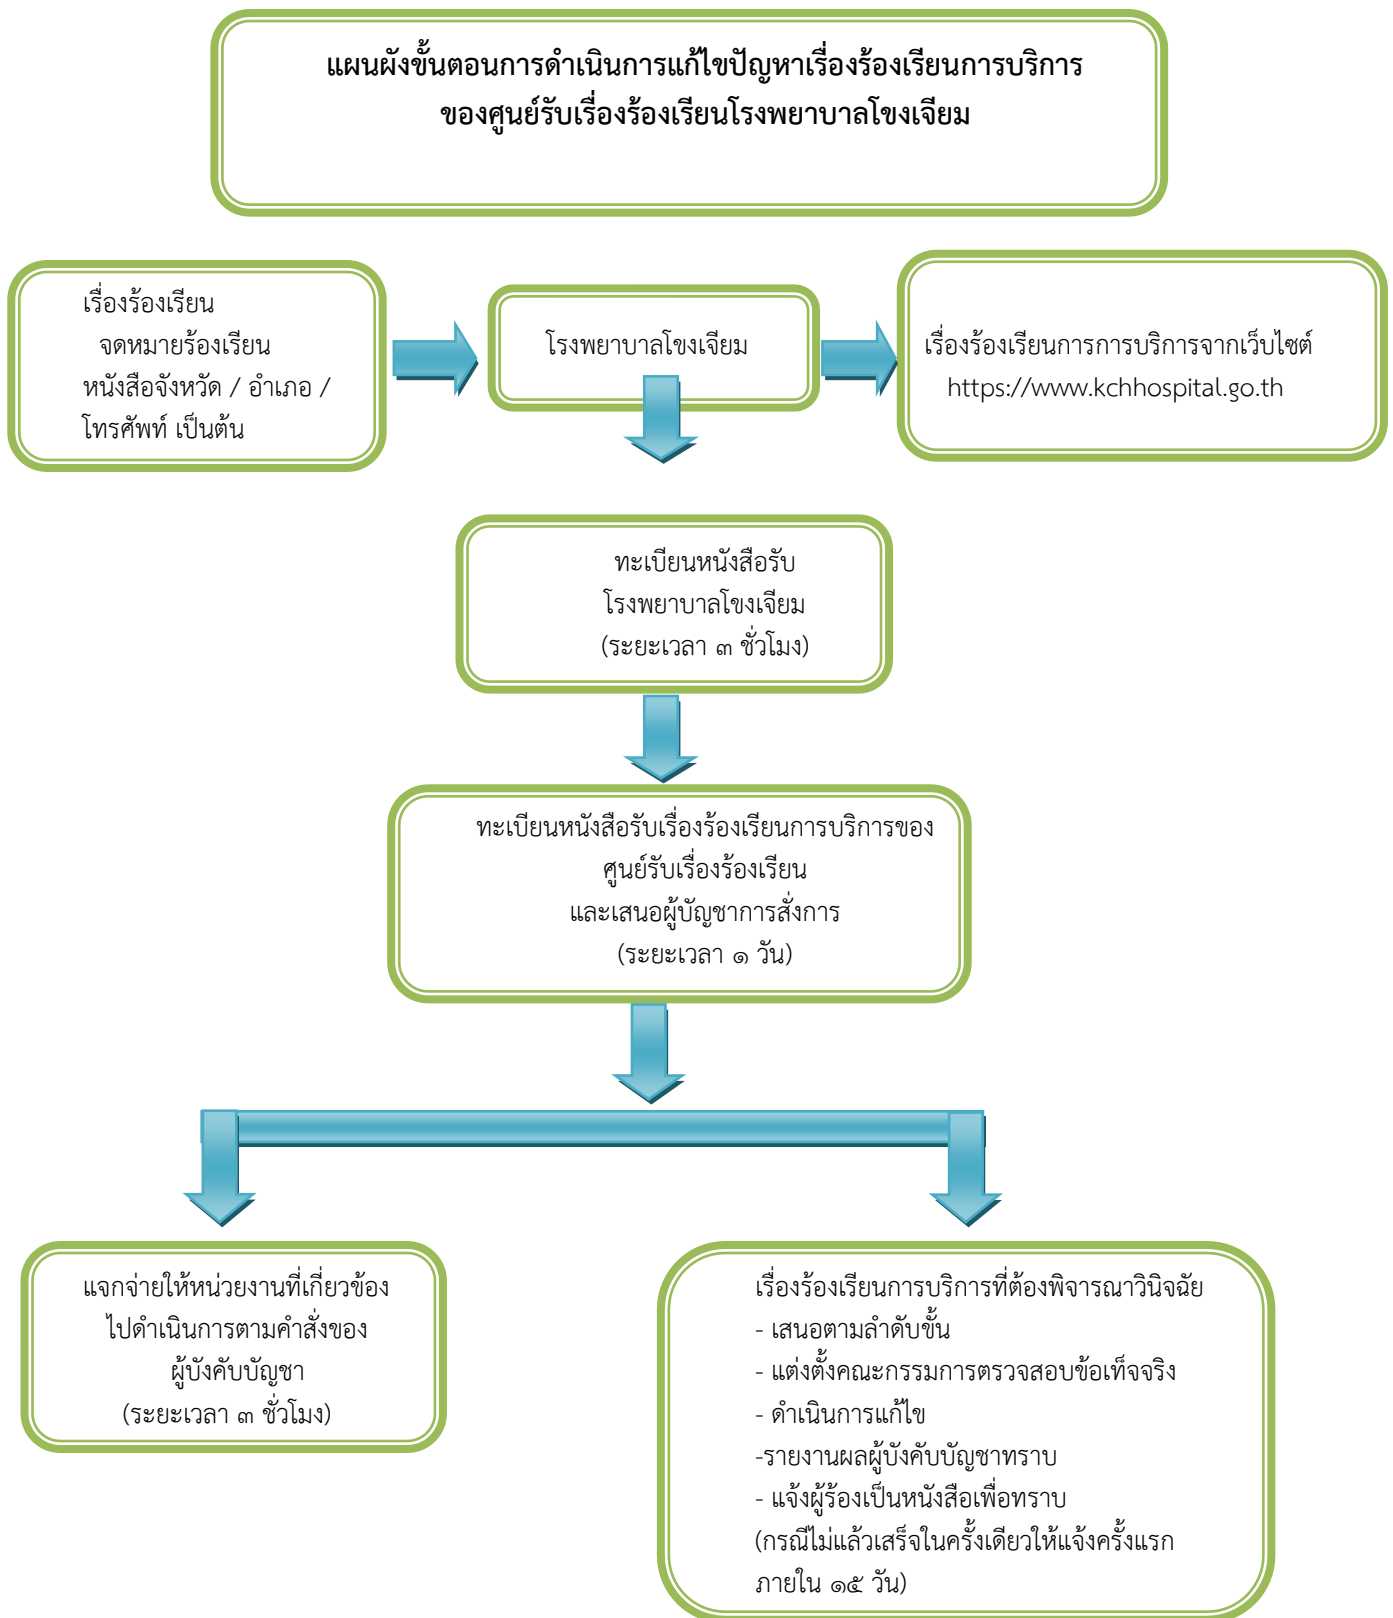 แผนผังขั้นตอนการดำเนินการแก้ไขปัญหาเรื่องร้องเรียนการบริการ
ของศูนย์รับเรื่องร้องเรียนโรงพยาบาลโขงเจียม
เรื่องร้องเรียน
จดหมายร้องเรียน
หนังสือจังหวัด / อำเภอ /
โทรศัพท์ เป็นต้น
โรงพยาบาลโขงเจียม
เรื่องร้องเรียนการการบริการจากเว็บไซต์
https://www.kchhospital.go.th
ทะเบียนหนังสือรับ
โรงพยาบาลโขงเจียม
(ระยะเวลา ๓ ชั่วโมง)
ทะเบียนหนังสือรับเรื่องร้องเรียนการบริการของ
ศูนย์รับเรื่องร้องเรียน
และเสนอผู้บัญชาการสั่งการ
(ระยะเวลา ๑ วัน)
แจกจ่ายให้หน่วยงานที่เกี่ยวข้อง
ไปดำเนินการตามคำสั่งของ
ผู้บังคับบัญชา
(ระยะเวลา ๓ ชั่วโมง)
เรื่องร้องเรียนการบริการที่ต้องพิจารณาวินิจฉัย
- เสนอตามลำดับขั้น
- แต่งตั้งคณะกรรมการตรวจสอบข้อเท็จจริง
- ดำเนินการแก้ไข
-รายงานผลผู้บังคับบัญชาทราบ
- แจ้งผู้ร้องเป็นหนังสือเพื่อทราบ
(กรณีไม่แล้วเสร็จในครั้งเดียวให้แจ้งครั้งแรก
ภายใน ๑๕ วัน)